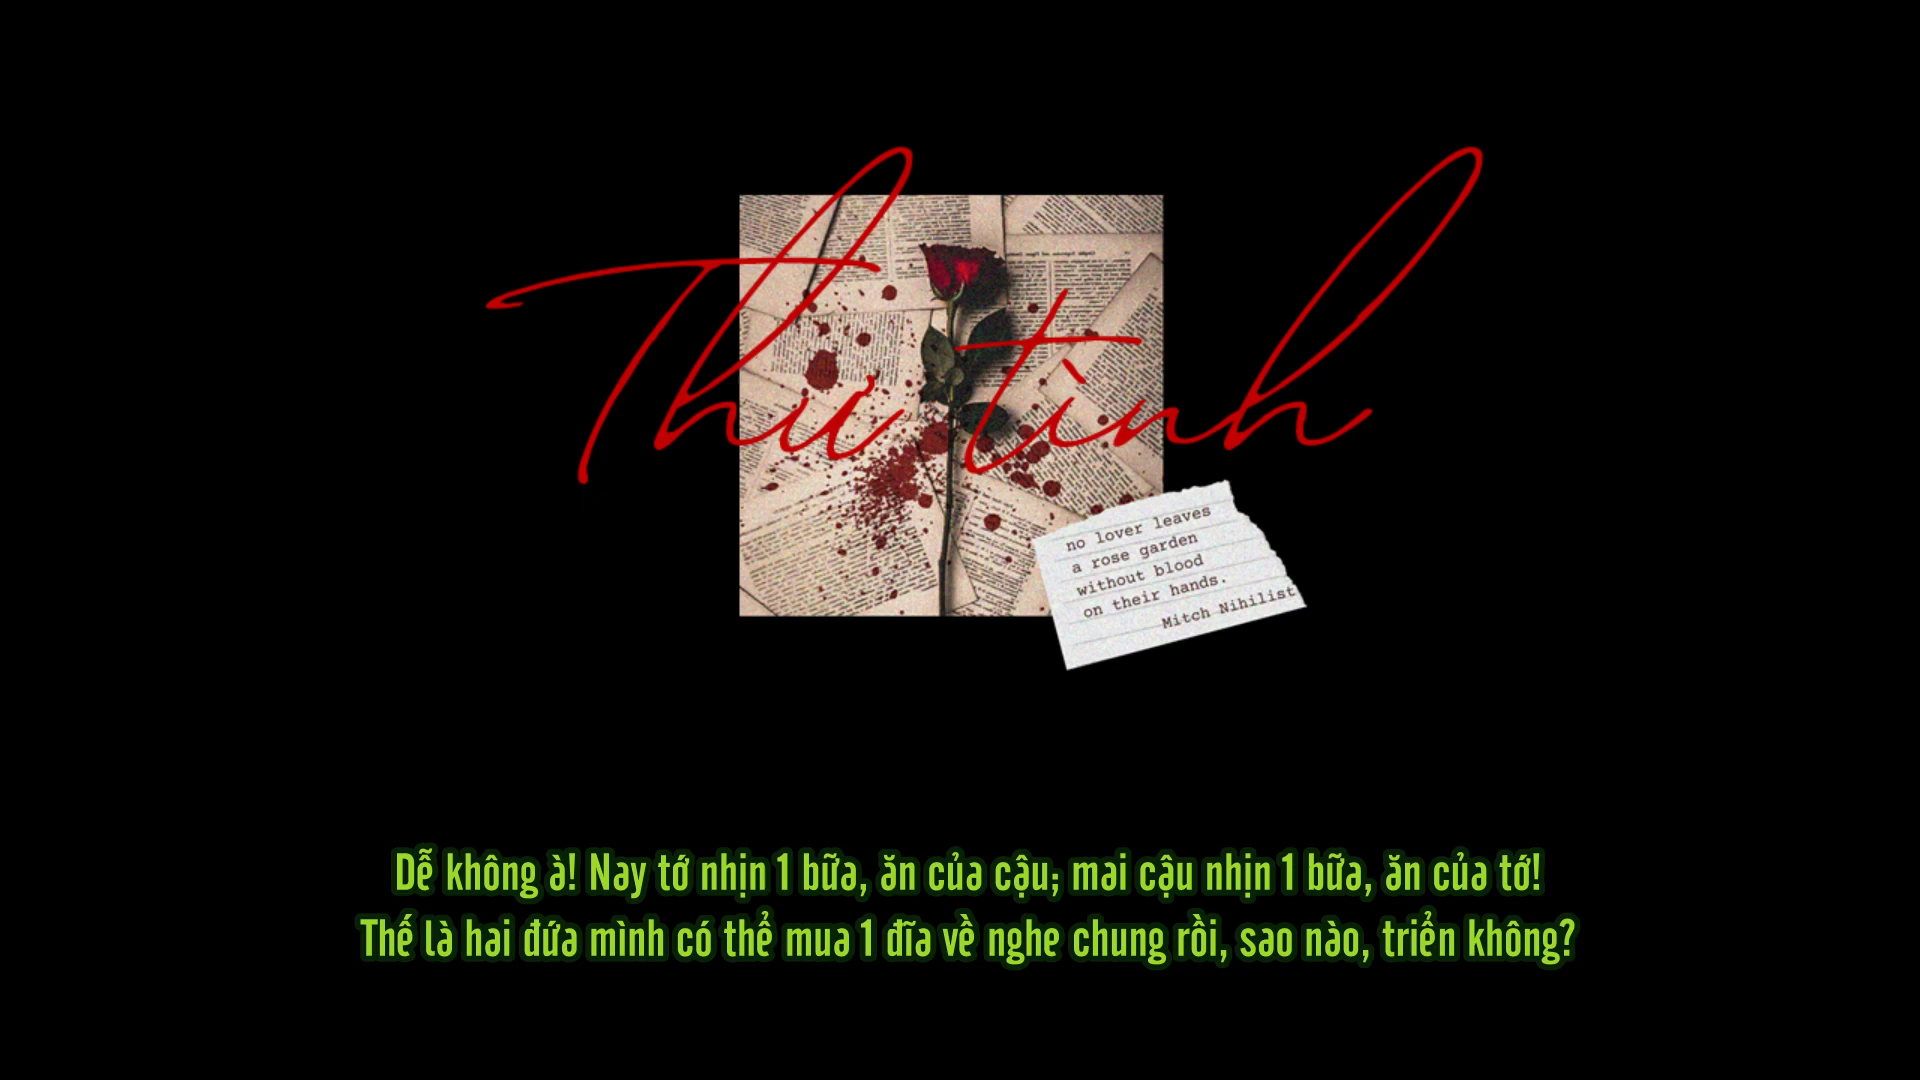 Thư tình
no lover leaves
a rose garden
without blood
on their hands.
Mitch Nihilist
Dễ không à! Nay tớ nhịn 1 bữa, ăn của cậu; mai cậu nhịn 1 bữa, ăn của tớ!
Thế là hai đứa mình có thể mua 1 đĩa về nghe chung rồi, sao nào, triển không?